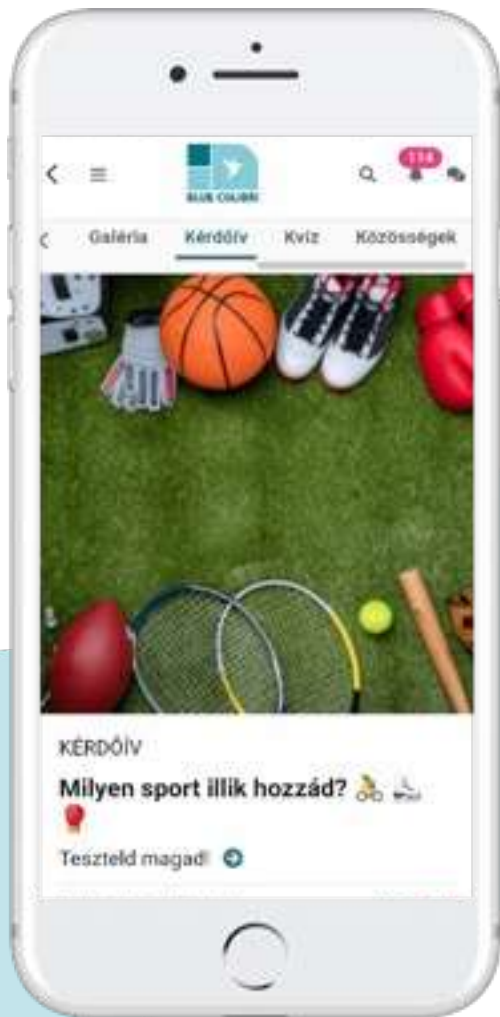 114
BLUE COLIBRI
Galéria Kérdőív Kvíz Közösségek
KÉRDŐÍV
Milyen sport illik hozzád? 🚴 ⛸️
🥊
Teszteld magad!